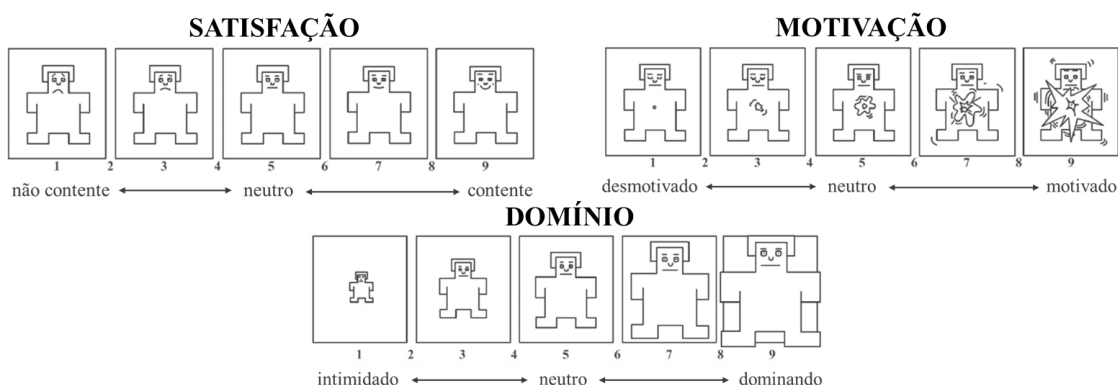 SATISFAÇÃO
1 2 3 4 5 6 7 8 9
não contente neutro contente
MOTIVAÇÃO
1 2 3 4 5 6 7 8 9
desmotivado neutro motivado
DOMÍNIO
1 2 3 4 5 6 7 8 9
intimidado neutro dominando